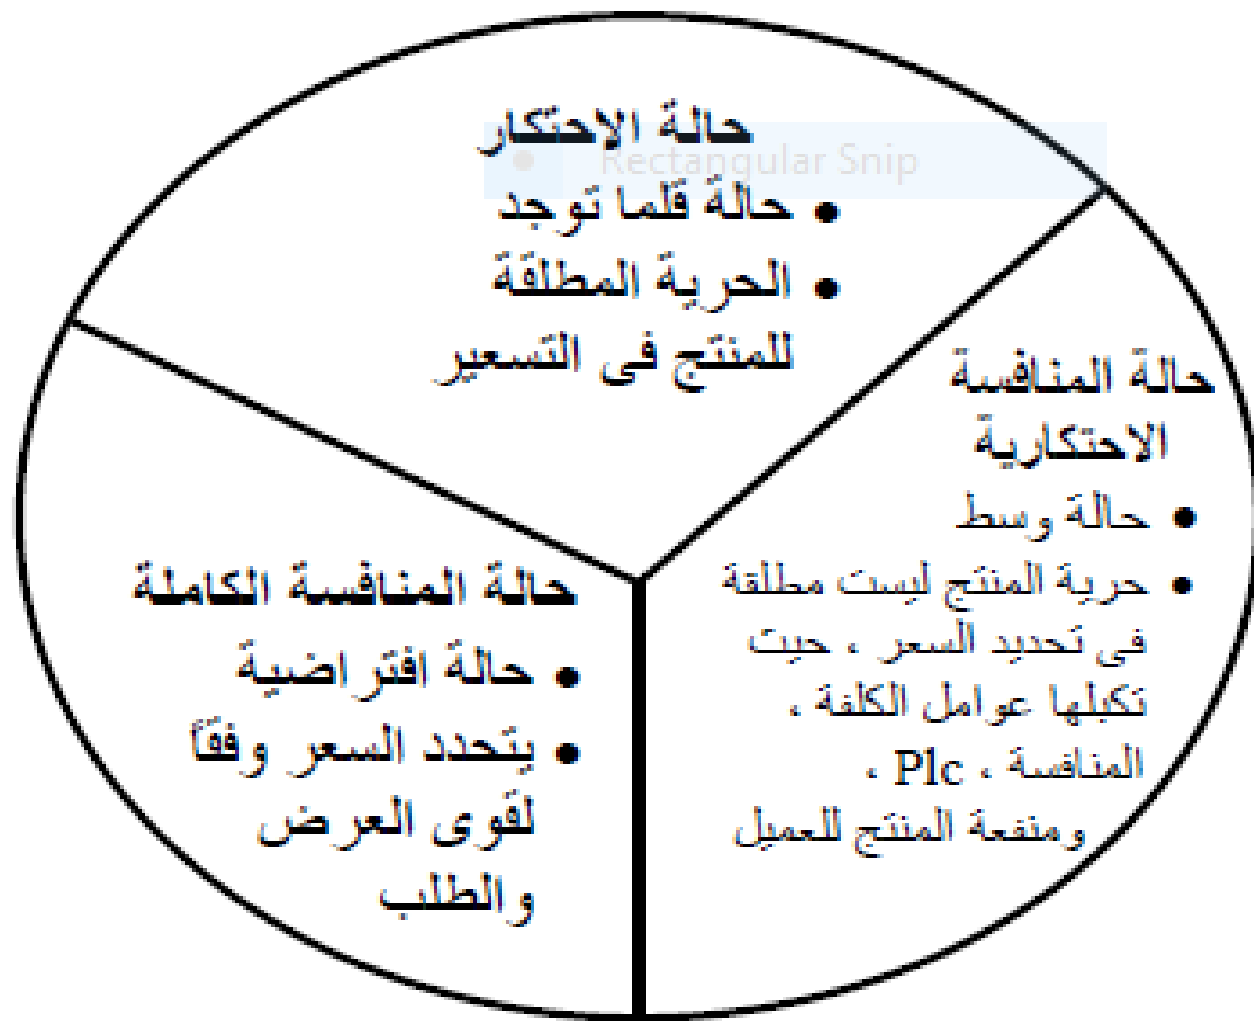 حالة الإحتكار
Rectangular Snip
• حالة قلما توجد
• الحرية المطلقة
للمنتج فى التسعير
حالة المنافسة
الاحتكارية
• حالة وسط
• حرية المنتج ليست مطلقة
فى تحديد السعر ، حيث
تكبلها عوامل الكلفة ،
المنافسة ، Plc ،
ومنفعة المنتج للعميل
حالة المنافسة الكاملة
• حالة افتراضية
• يتحدد السعر وفقاً
لقوى العرض
والطلب